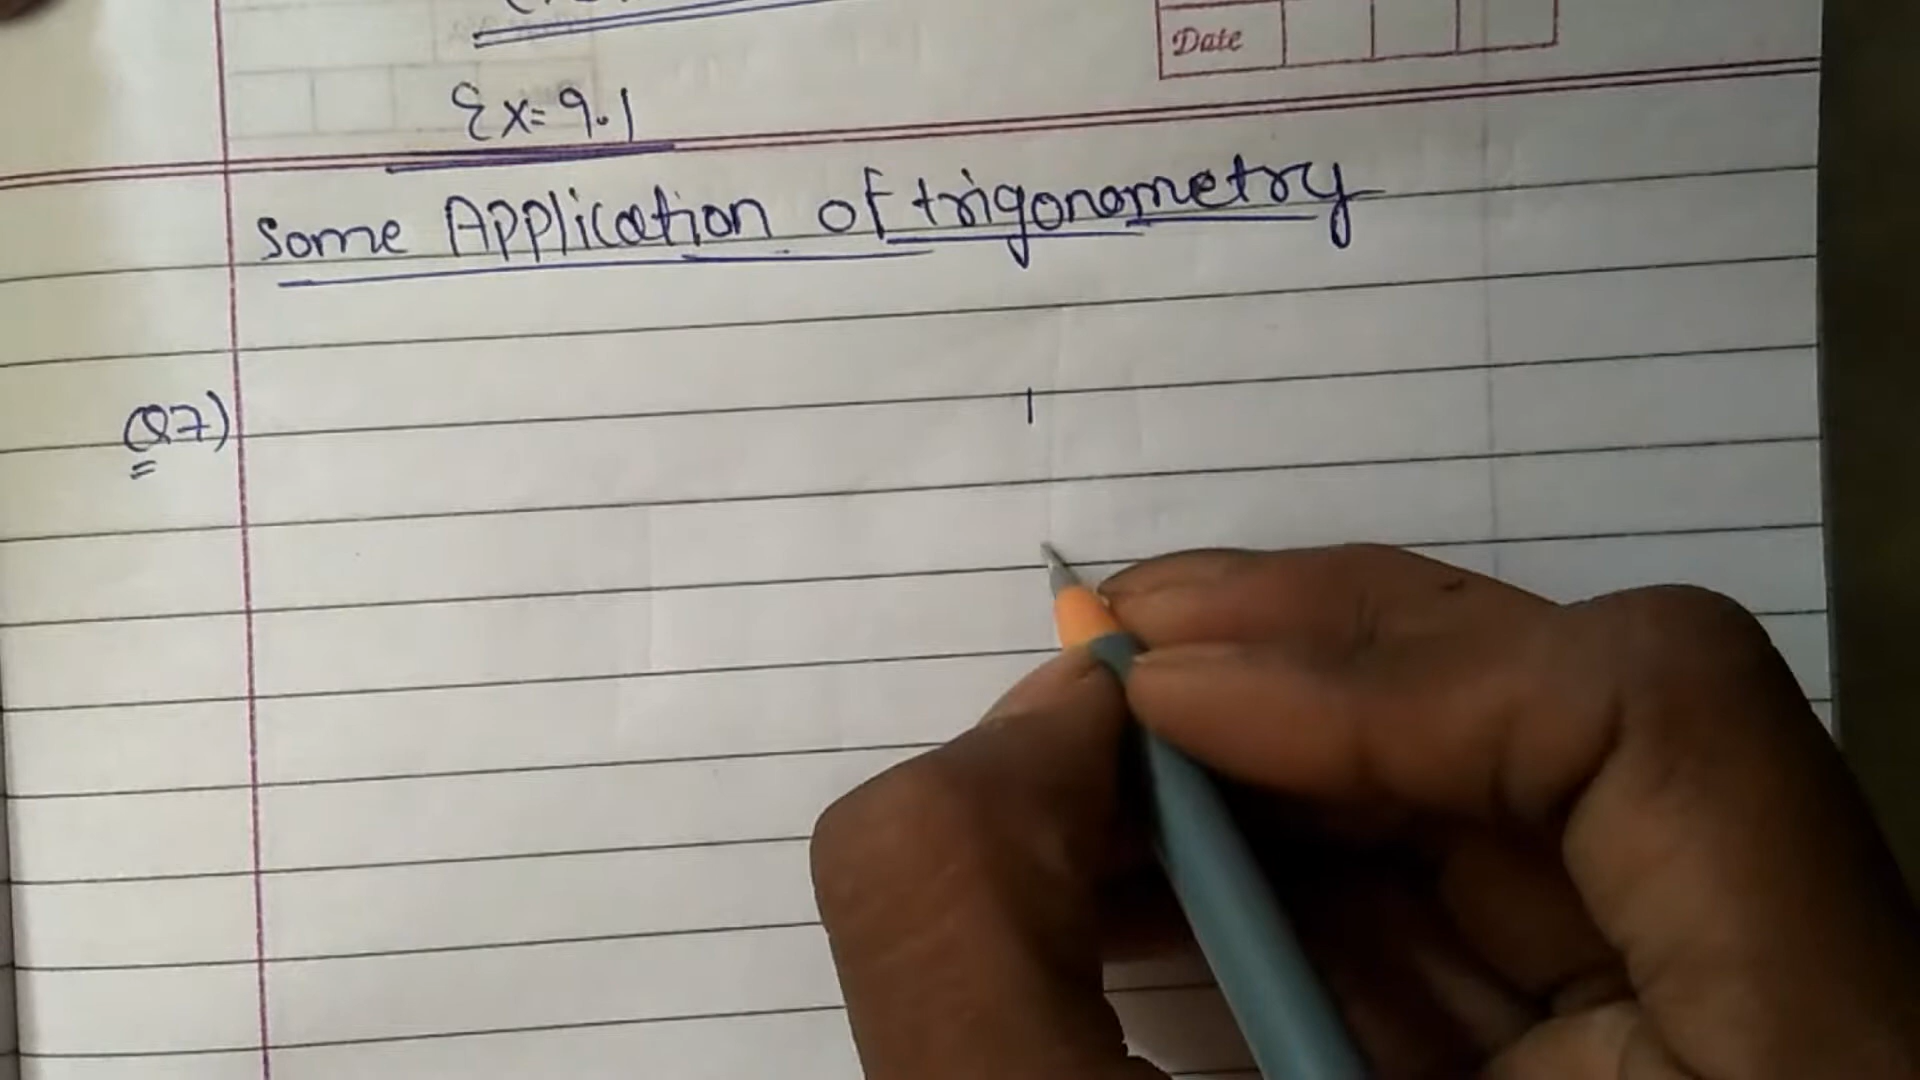 Date
Ex= 9.1
Some Application of trigonometry
Q7)